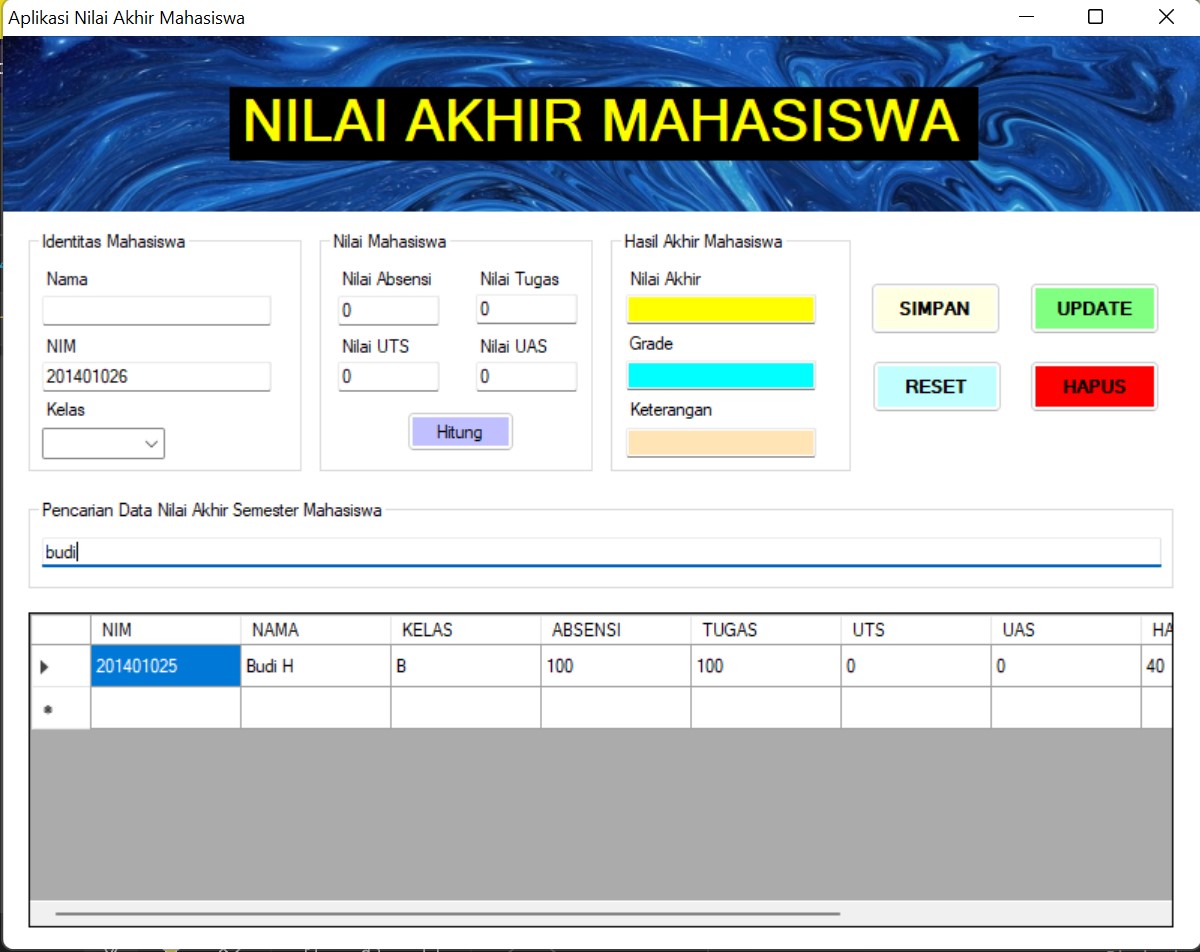 Aplikasi Nilai Akhir Mahasiswa
NILAI AKHIR MAHASISWA
Identitas Mahasiswa
Nama
NIM
201401026
Kelas
Nilai Mahasiswa
Nilai Absensi Nilai Tugas
0 0
Nilai UTS Nilai UAS
0 0
Hitung
Hasil Akhir Mahasiswa
Nilai Akhir
Grade
Keterangan
SIMPAN UPDATE
RESET HAPUS
Pencarian Data Nilai Akhir Semester Mahasiswa
budi
NIM NAMA KELAS ABSENSI TUGAS UTS UAS HA
201401025 Budi H B 100 100 0 0 40